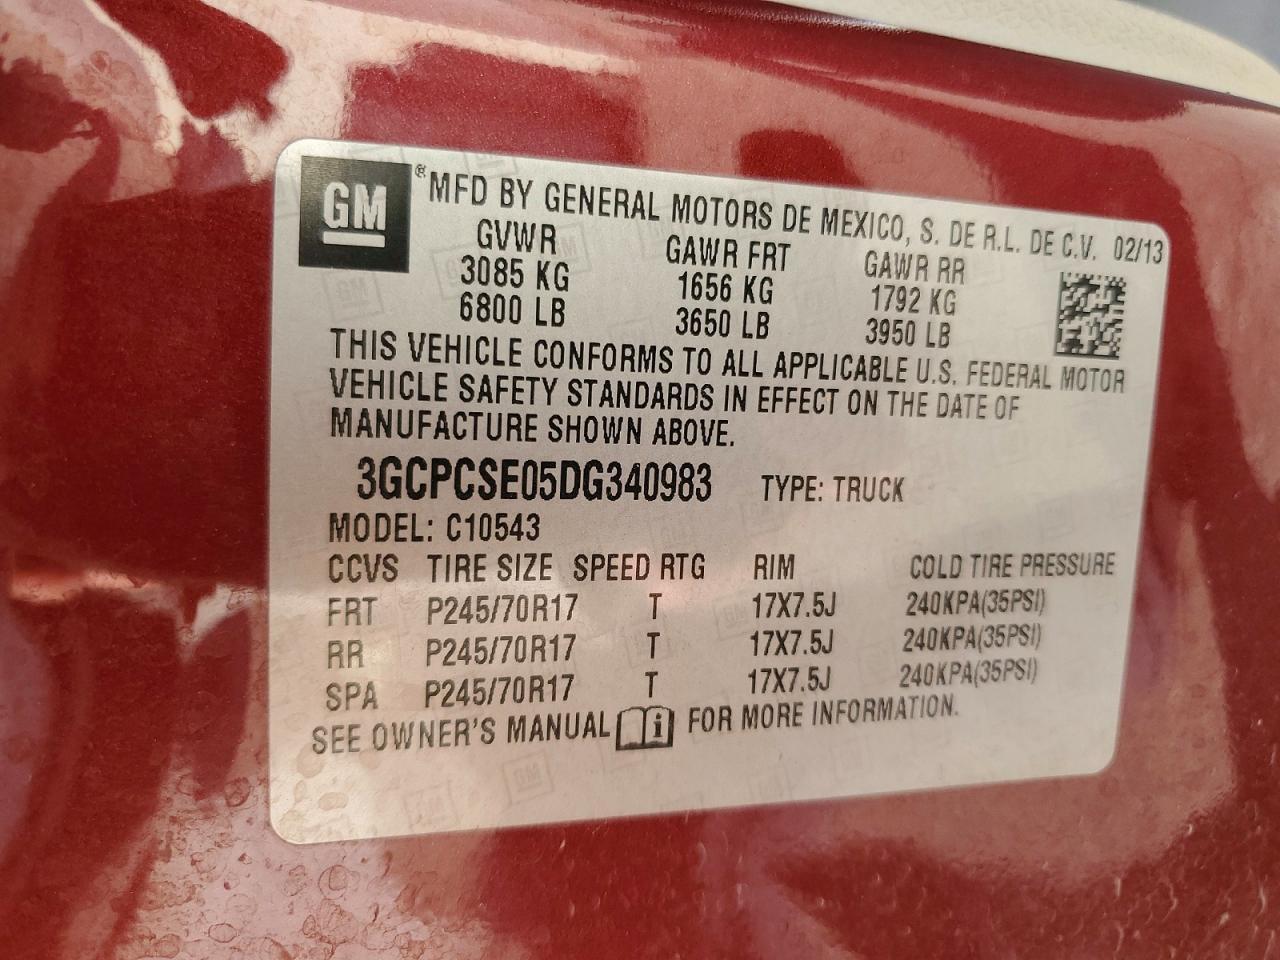 GM ® MFD BY GENERAL MOTORS DE MEXICO, S. DE R.L. DE C.V. 02/13
GVWR GAWR FRT GAWR RR
3085 KG 1656 KG 1792 KG
6800 LB 3650 LB 3950 LB
THIS VEHICLE CONFORMS TO ALL APPLICABLE U.S. FEDERAL MOTOR
VEHICLE SAFETY STANDARDS IN EFFECT ON THE DATE OF
MANUFACTURE SHOWN ABOVE.
3GCPCSE05DG340983 TYPE: TRUCK
MODEL: C10543
CCVS TIRE SIZE SPEED RTG RIM COLD TIRE PRESSURE
FRT P245/70R17 T 17X7.5J 240KPA(35PSI)
RR P245/70R17 T 17X7.5J 240KPA(35PSI)
SPA P245/70R17 T 17X7.5J 240KPA(35PSI)
SEE OWNER'S MANUAL i FOR MORE INFORMATION.